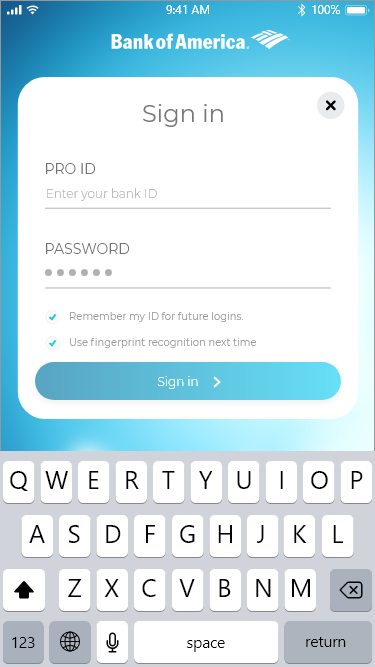 9:41 AM 100%
Bank of America.
Sign in
PRO ID
Enter your bank ID
PASSWORD
Remember my ID for future logins.
Use fingerprint recognition next time
Sign in
Q W E R T Y U I O P
A S D F G H J K L
Z X C V B N M
123 space return